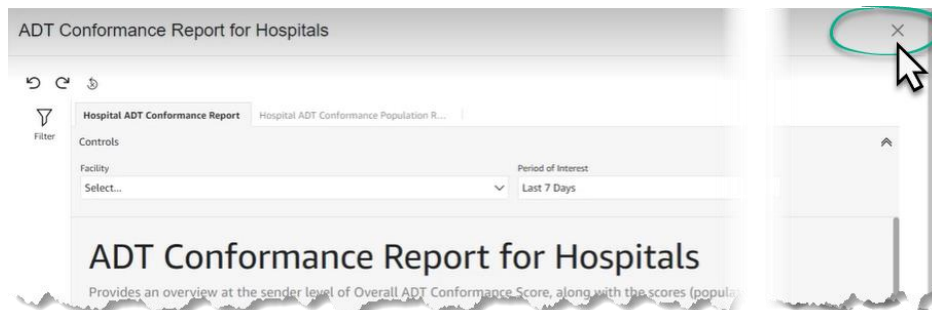 ADT Conformance Report for Hospitals
Filter
Hospital ADT Conformance Report Hospital ADT Conformance Population R...
Controls
Facility Period of Interest
Select... Last 7 Days
ADT Conformance Report for Hospitals
Provides an overview at the sender level of Overall ADT Conformance Score, along with the scores